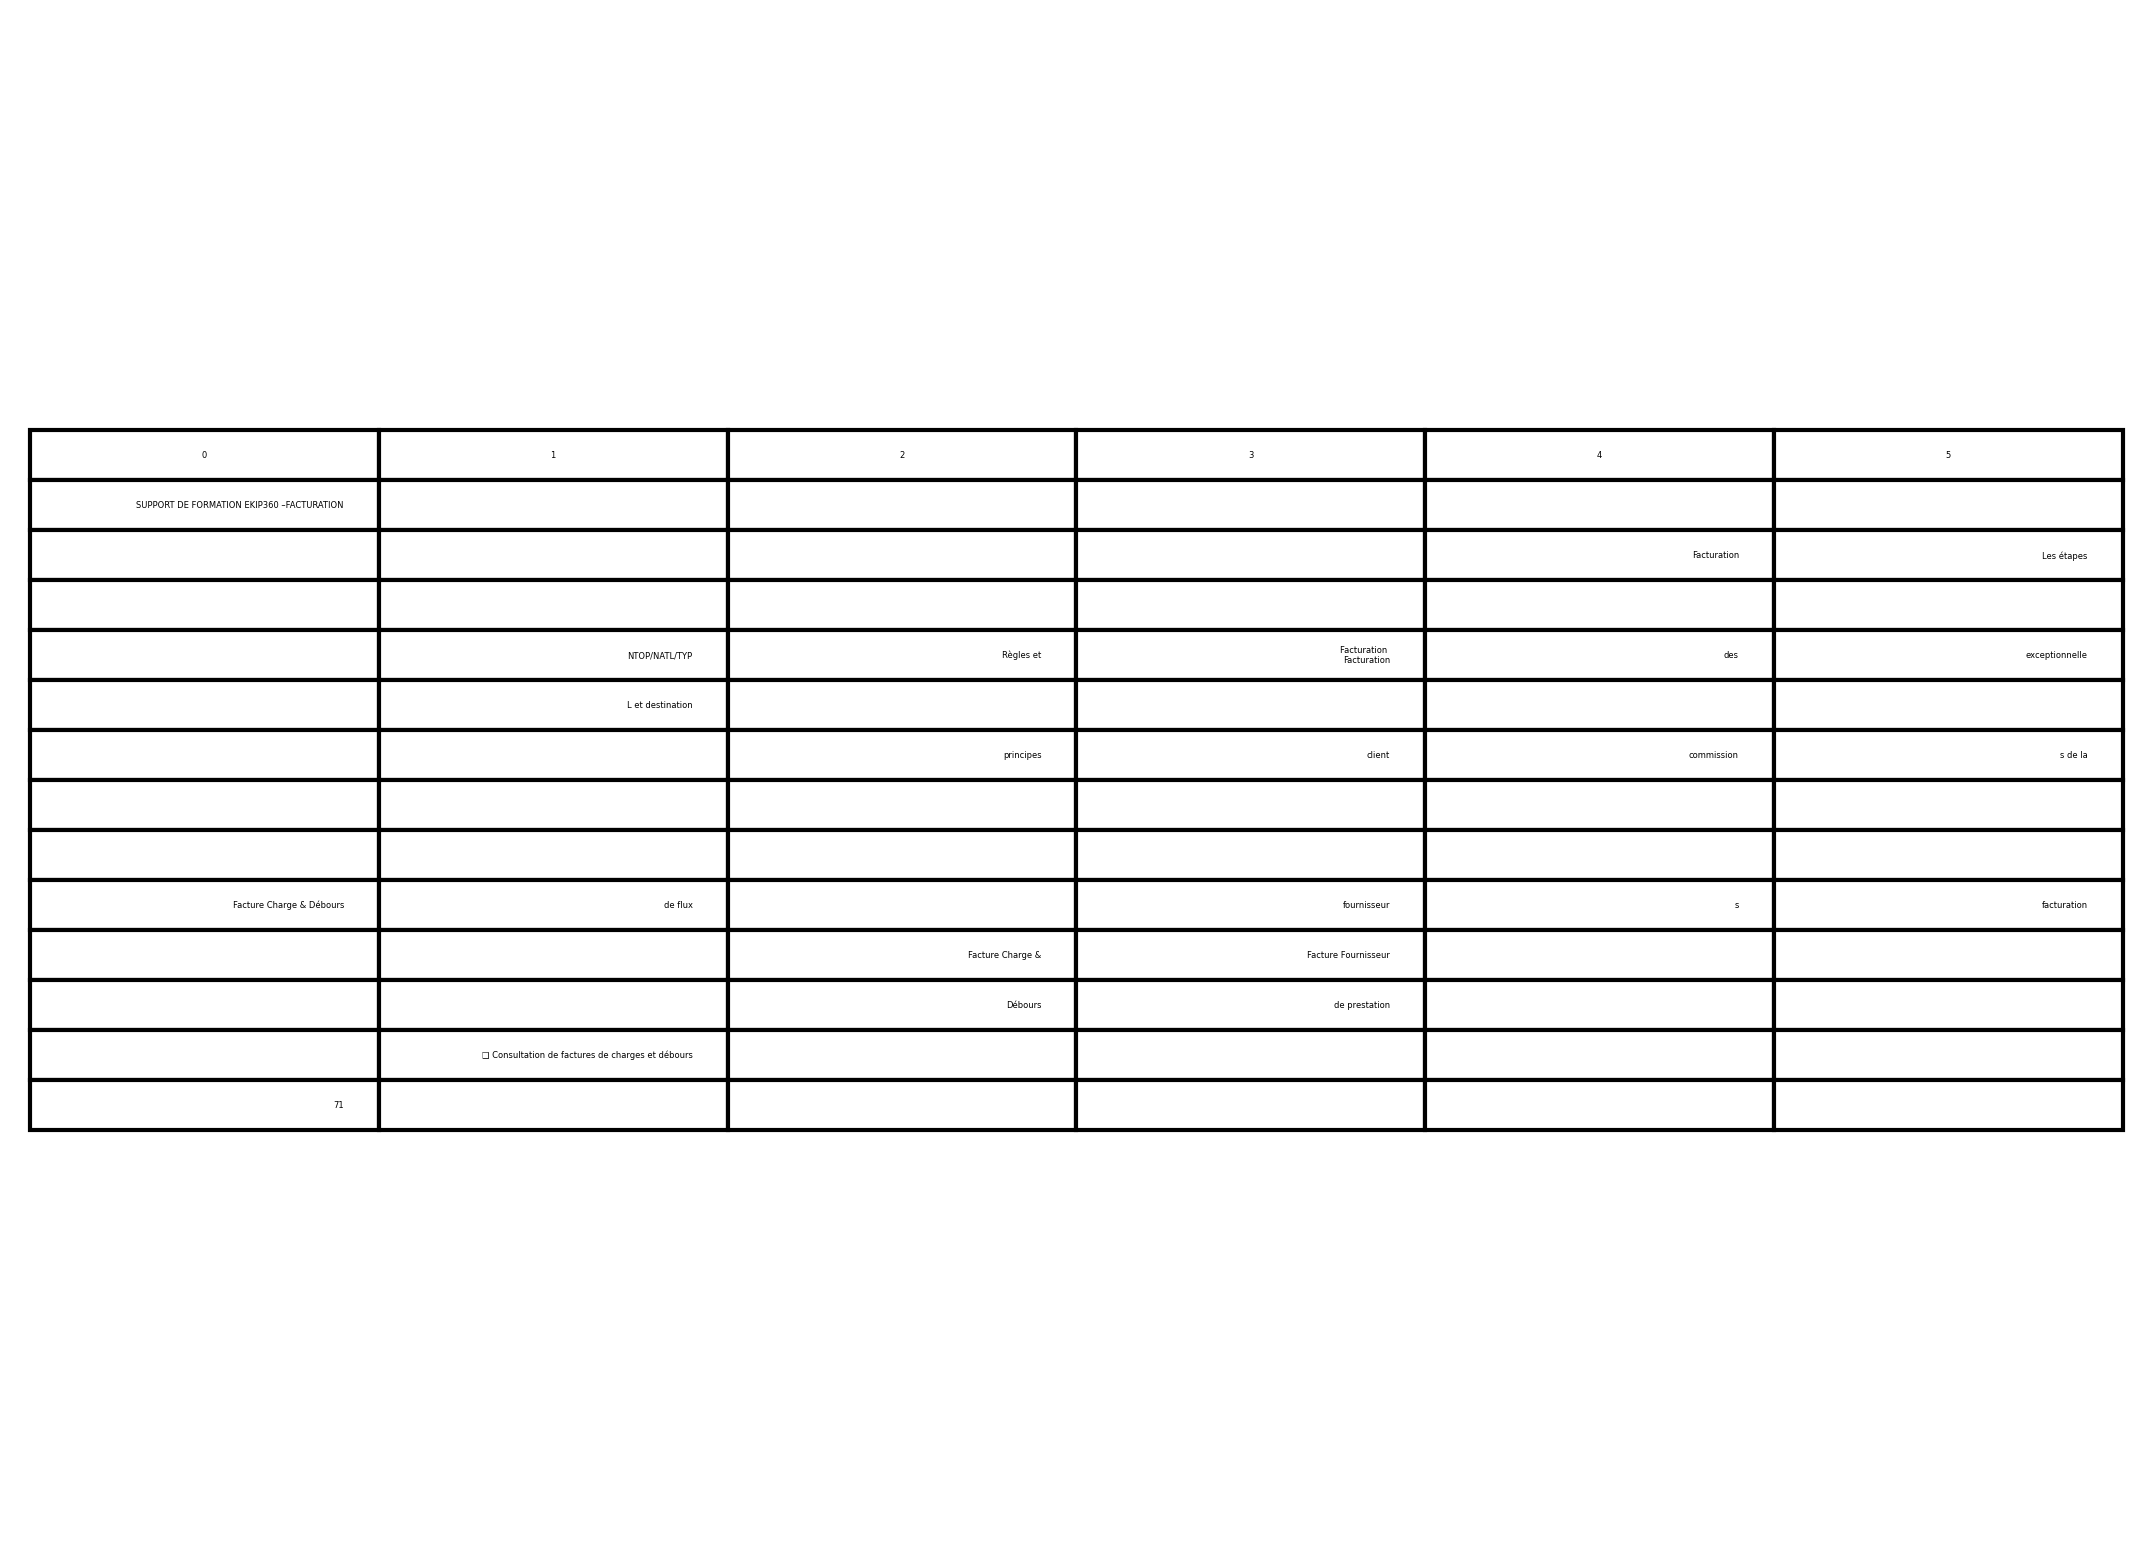 0 1 2 3 4 5
SUPPORT DE FORMATION EKIP360 –FACTURATION
Facturation Les étapes
NTOP/NATL/TYP Règles et Facturation des exceptionnelle
Facturation
L et destination
principes client commission s de la
Facture Charge & Débours de flux fournisseur s facturation
Facture Charge & Facture Fournisseur
Débours de prestation
❑ Consultation de factures de charges et débours
71